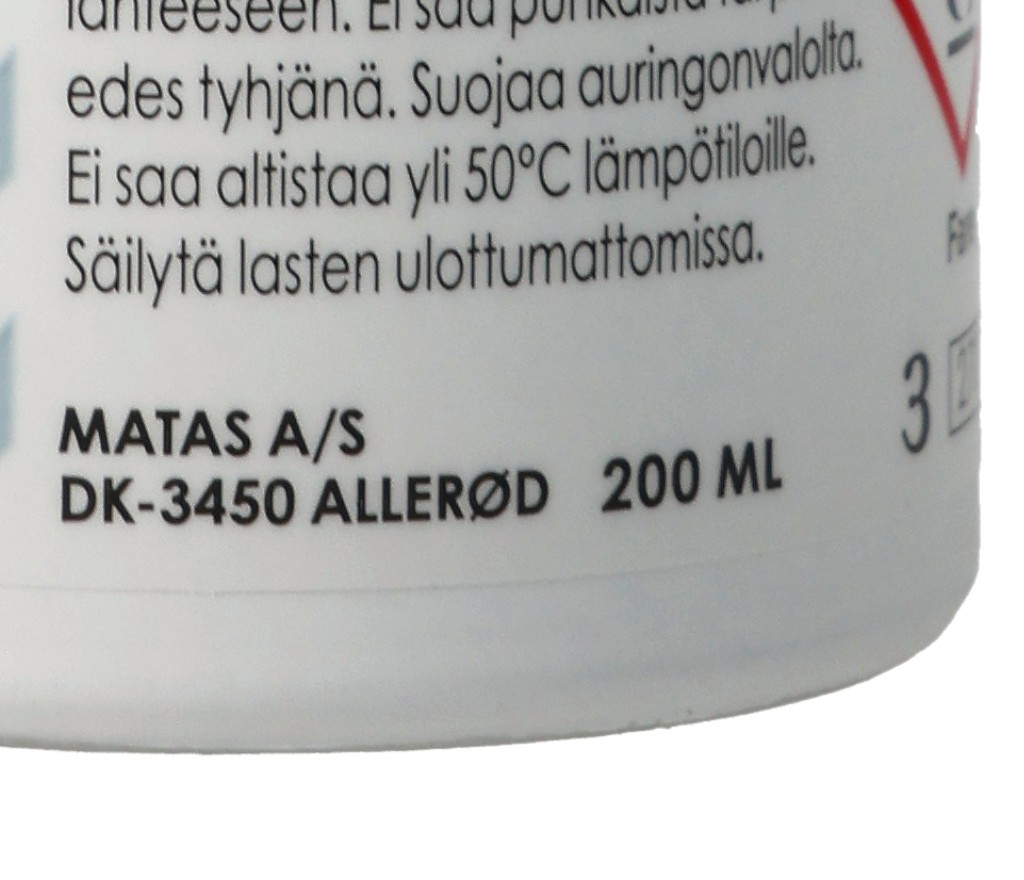 edes tyhjänä. Suojaa auringonvalolta.
Ei saa altistaa yli 50°C lämpötiloille.
Säilytä lasten ulottumattomissa.
MATAS A/S
DK-3450 ALLERØD 200 ML
3